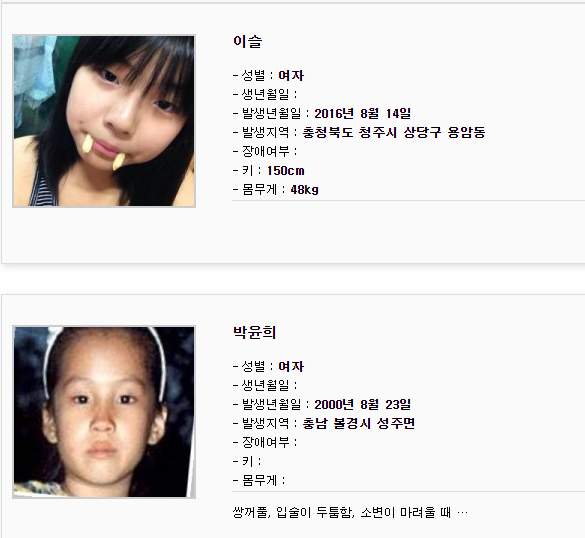 이슬
- 성별 : 여자
- 생년월일 :
- 발생년월일 : 2016년 8월 14일
- 발생지역 : 충청북도 청주시 상당구 용암동
- 장애여부 :
- 키 : 150cm
- 몸무게 : 48kg
박윤희
- 성별 : 여자
- 생년월일 :
- 발생년월일 : 2000년 8월 23일
- 발생지역 : 충남 볼경시 성주면
- 장애여부 :
- 키 :
- 몸무게 :
쌍꺼풀, 입술이 두툼함, 소변이 마려울 때 …